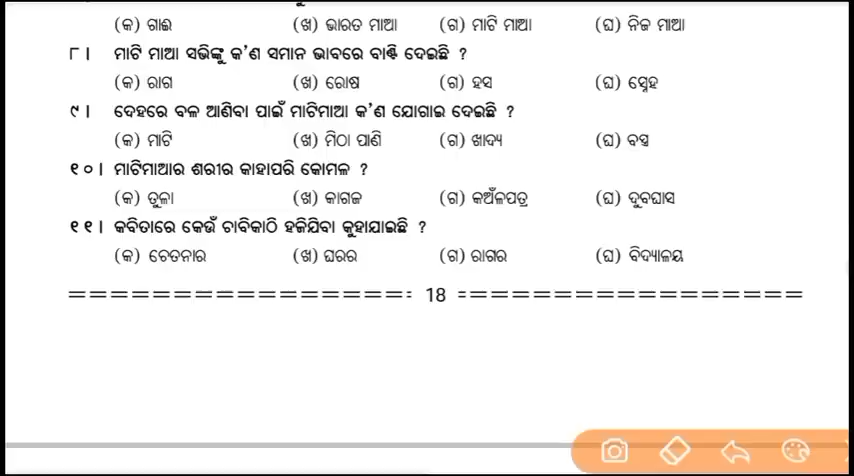 (କ) ଗାଈ (ଖ) ଭାରତ ମାଆ (ଗ) ମାଟି ମାଆ (ଘ) ନିଜ ମାଆ
୮। ମାଟି ମାଆ ସଭିଙ୍କୁ କ'ଣ ସମାନ ଭାବରେ ବାଣ୍ଟି ଦେଇଛି ?
(କ) ରାଗ (ଖ) ରୋଷ (ଗ) ହସ (ଘ) ସ୍ନେହ
୯। ଦେହରେ ବଳ ଆଣିବା ପାଇଁ ମାଟିମାଆ କ'ଣ ଯୋଗାଇ ଦେଇଛି ?
(କ) ମାଟି (ଖ) ମିଠା ପାଣି (ଗ) ଖାଦ୍ୟ (ଘ) ବସ୍ତ୍ର
୧୦। ମାଟିମାଆର ଶରୀର କାହାପରି କୋମଳ ?
(କ) ତୁଳା (ଖ) କାଗଜ (ଗ) କଅଁଳପତ୍ର (ଘ) ଦୁବଘାସ
୧୧। କବିତାରେ କେଉଁ ଚାବିକାଠି ହଜିଯିବା କୁହାଯାଇଛି ?
(କ) ଚେତନାର (ଖ) ଘରର (ଗ) ରାଗର (ଘ) ବିଦ୍ୟାଳୟ
================: 18 :================